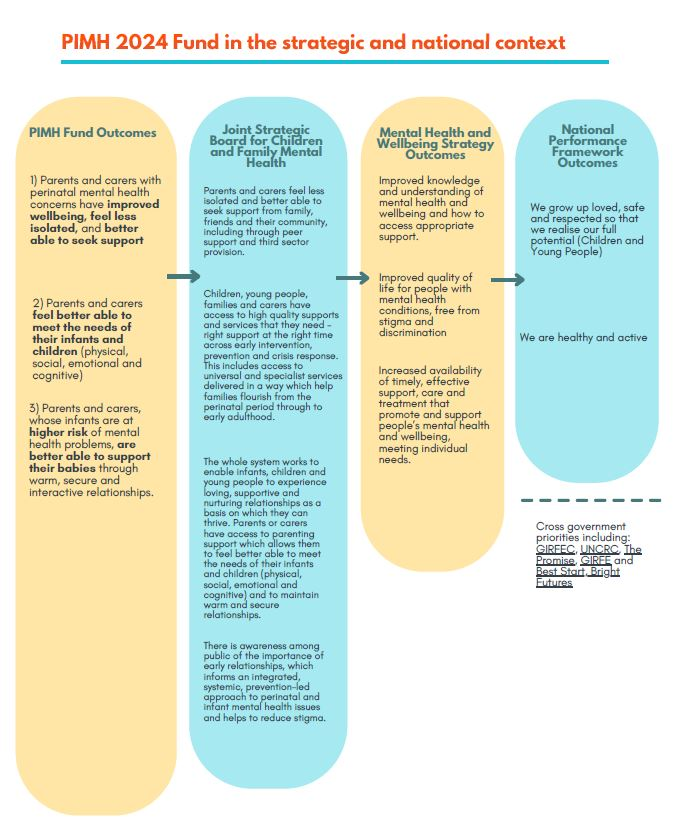 PIMH 2024 Fund in the strategic and national context
PIMH Fund Outcomes
1) Parents and carers with
perinatal mental health
concerns have improved
wellbeing, feel less
isolated, and better
able to seek support
2) Parents and carers
feel better able to
meet the needs of
their infants and
children (physical,
social, emotional and
cognitive)
3) Parents and carers,
whose infants are at
higher risk of mental
health problems, are
better able to support
their babies through
warm, secure and
interactive relationships.
Joint Strategic
Board for Children
and Family Mental
Health
Parents and carers feel less
isolated and better able to
seek support from family,
friends and their community,
including through peer
support and third sector
provision.
Children, young people,
families and carers have
access to high quality supports
and services that they need -
right support at the right time
across early intervention,
prevention and crisis response.
This includes access to
universal and specialist services
delivered in a way which help
families flourish from the
perinatal period through to
early adulthood.
The whole system works to
enable infants, children and
young people to experience
loving, supportive and
nurturing relationships as a
basis on which they can
thrive. Parents or carers
have access to parenting
support which allows them
to feel better able to meet
the needs of their infants
and children (physical,
social, emotional and
cognitive) and to maintain
warm and secure
relationships.
There is awareness among
public of the importance of
early relationships, which
informs an integrated,
systemic, prevention-led
approach to perinatal and
infant mental health issues
and helps to reduce stigma.
Mental Health and
Wellbeing Strategy
Outcomes
Improved knowledge
and understanding of
mental health and
wellbeing and how to
access appropriate
support.
Improved quality of
life for people with
mental health
conditions, free from
stigma and
discrimination
Increased availability
of timely, effective
support, care and
treatment that
promote and support
people's mental health
and wellbeing,
meeting individual
needs.
National
Performance
Framework
Outcomes
We grow up loved, safe
and respected so that
we realise our full
potential (Children and
Young People)
We are healthy and active
Cross government
priorities including:
GIRFEC, UNCRC, The
Promise, GIRFE and
Best Start, Bright
Futures